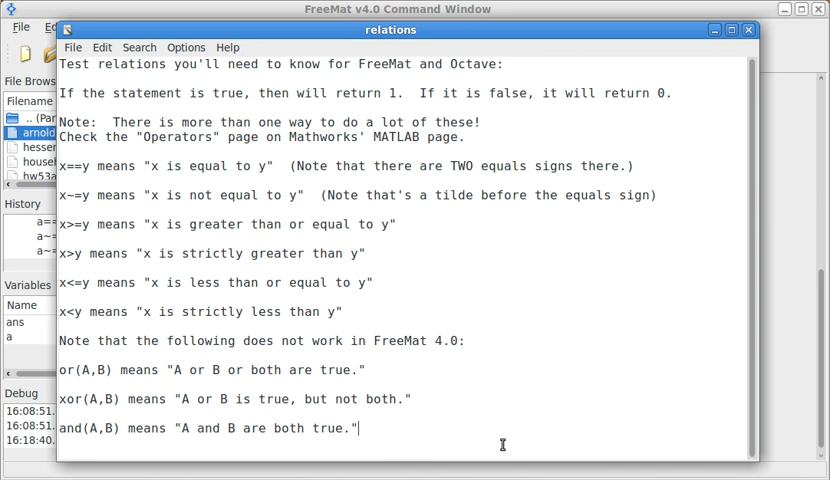 FreeMat v4.0 Command Window
File
relations
File Edit Search Options Help
File
Filename
.. (Par
arnold
hesser
househ
hw53a
History
a==
a~=
a~=
Variables
Name
ans
a
Debug
16:08:51.
16:08:51.
16:18:40.
Test relations you'll need to know for FreeMat and Octave:
If the statement is true, then will return 1.  If it is false, it will return 0.
Note:  There is more than one way to do a lot of these!
Check the "Operators" page on Mathworks' MATLAB page.
x==y means "x is equal to y"  (Note that there are TWO equals signs there.)
x~=y means "x is not equal to y"  (Note that's a tilde before the equals sign)
x>=y means "x is greater than or equal to y"
x>y means "x is strictly greater than y"
x<=y means "x is less than or equal to y"
x<y means "x is strictly less than y"
Note that the following does not work in FreeMat 4.0:
or(A,B) means "A or B or both are true."
xor(A,B) means "A or B is true, but not both."
and(A,B) means "A and B are both true."